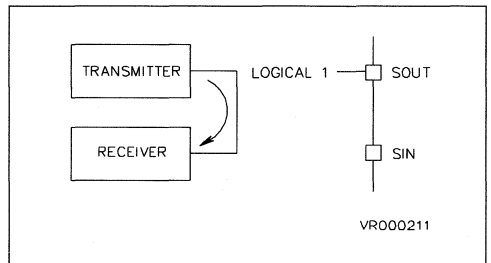 TRANSMITTER
LOGICAL 1
SOUT
RECEIVER
SIN
VR000211